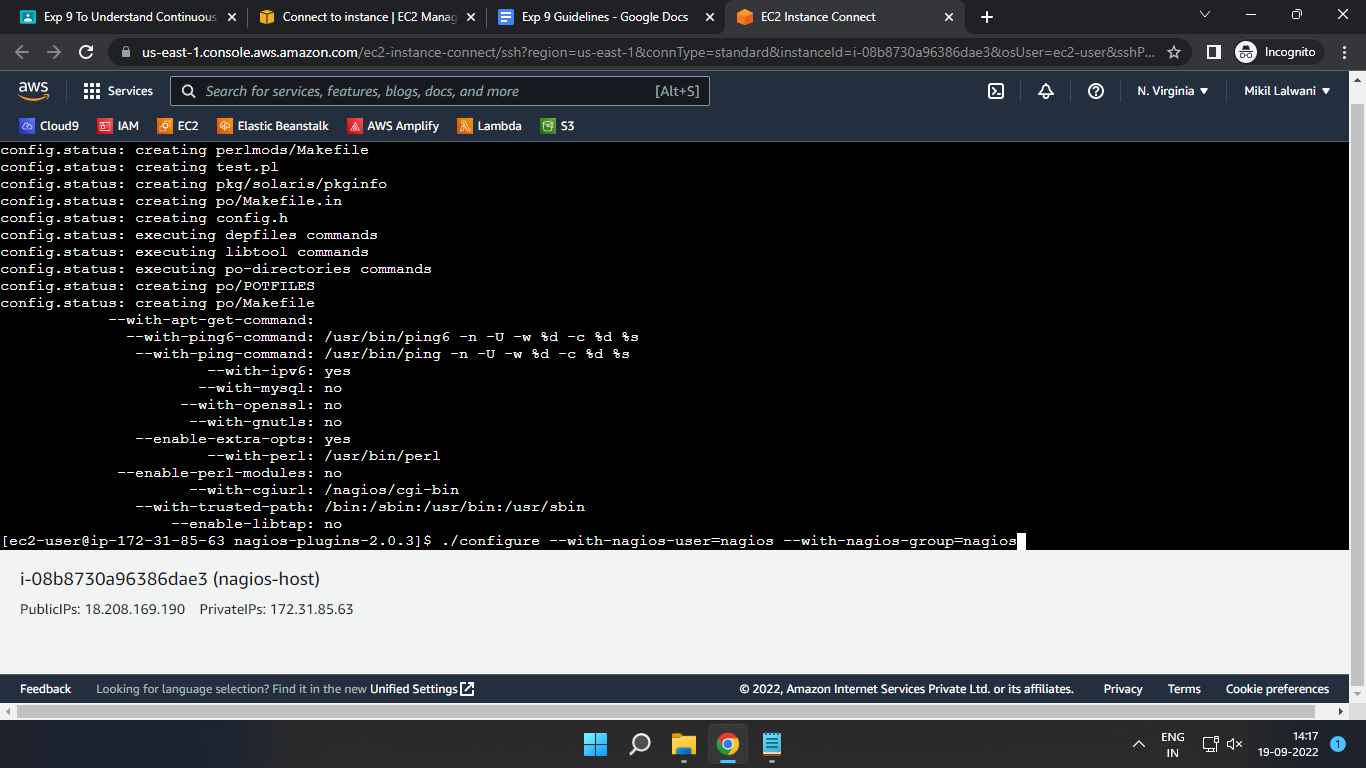 Exp 9 To Understand Continuous
Connect to instance | EC2 Manag
Exp 9 Guidelines - Google Docs
EC2 Instance Connect
us-east-1.console.aws.amazon.com/ec2-instance-connect/ssh?region=us-east-1&connType=standard&instanceId=i-08b8730a96386dae3&osUser=ec2-user&sshP...
Incognito
aws
Services
Search for services, features, blogs, docs, and more
[Alt+S]
N. Virginia
Mikil Lalwani
Cloud9
IAM
EC2
Elastic Beanstalk
AWS Amplify
Lambda
S3
config.status: creating perlmods/Makefile
config.status: creating test.pl
config.status: creating pkg/solaris/pkginfo
config.status: creating po/Makefile.in
config.status: creating config.h
config.status: executing depfiles commands
config.status: executing libtool commands
config.status: executing po-directories commands
config.status: creating po/POTFILES
config.status: creating po/Makefile
--with-apt-get-command:
--with-ping6-command: /usr/bin/ping6 -n -U -w %d -c %d %s
--with-ping-command: /usr/bin/ping -n -U -w %d -c %d %s
--with-ipv6: yes
--with-mysql: no
--with-openssl: no
--with-gnutls: no
--enable-extra-opts: yes
--with-perl: /usr/bin/perl
--enable-perl-modules: no
--with-cgiurl: /nagios/cgi-bin
--with-trusted-path: /bin:/sbin:/usr/bin:/usr/sbin
--enable-libtap: no
[ec2-user@ip-172-31-85-63 nagios-plugins-2.0.3]$ ./configure --with-nagios-user=nagios --with-nagios-group=nagios
i-08b8730a96386dae3 (nagios-host)
PublicIPs: 18.208.169.190 PrivateIPs: 172.31.85.63
Feedback
Looking for language selection? Find it in the new Unified Settings
© 2022, Amazon Internet Services Private Ltd. or its affiliates.
Privacy
Terms
Cookie preferences
ENG
IN
14:17
19-09-2022
1